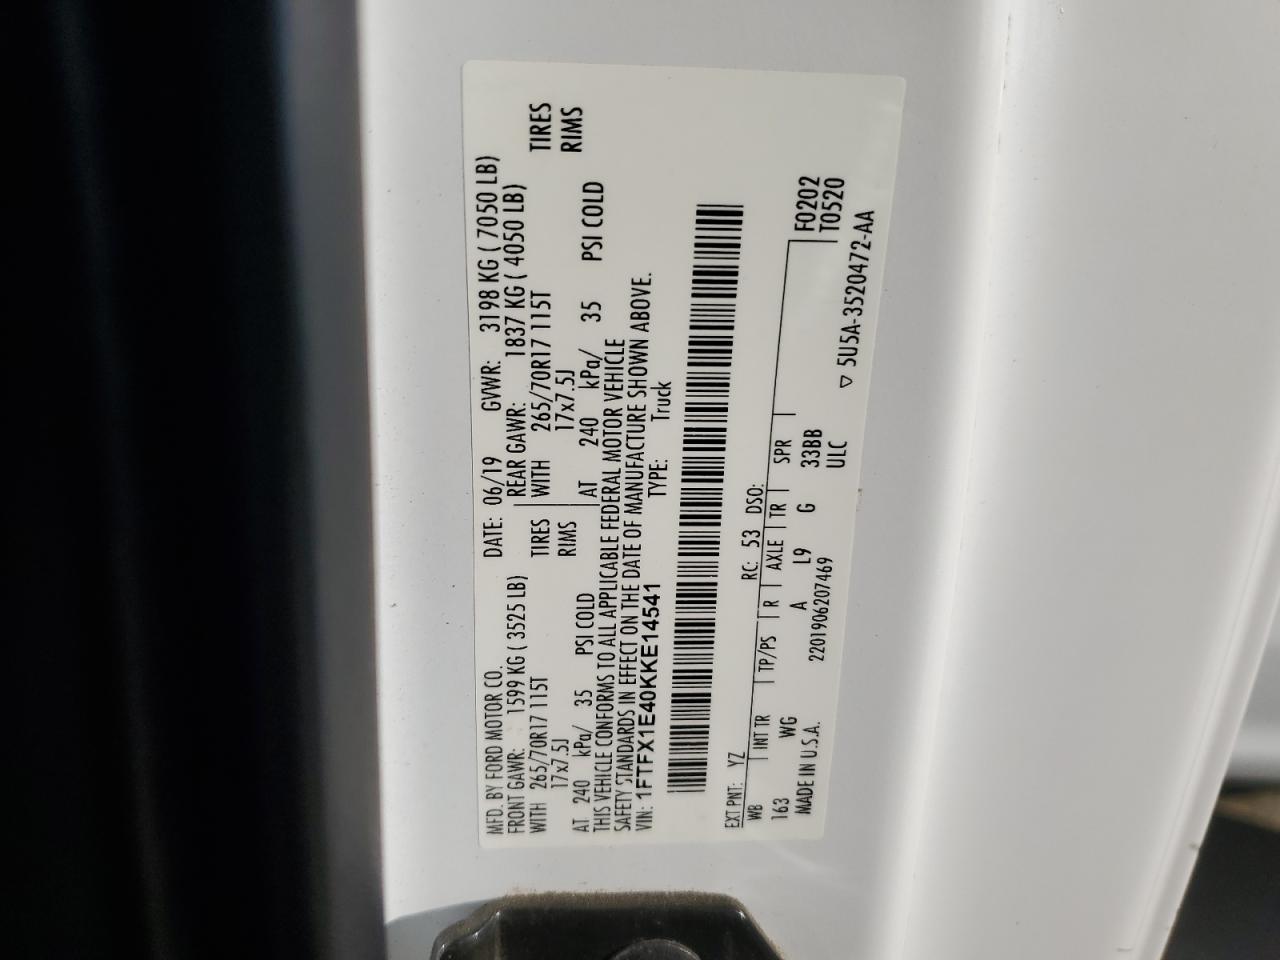 MFD. BY FORD MOTOR CO. DATE: 06/19 GVWR: 3198 KG ( 7050 LB)
FRONT GAWR: 1599 KG ( 3525 LB) REAR GAWR: 1837 KG ( 4050 LB)
WITH 265/70R17 115T TIRES WITH 265/70R17 115T TIRES
17x7.5J RIMS 17x7.5J RIMS
AT 240 kPa/ 35 PSI COLD AT 240 kPa/ 35 PSI COLD
THIS VEHICLE CONFORMS TO ALL APPLICABLE FEDERAL MOTOR VEHICLE
SAFETY STANDARDS IN EFFECT ON THE DATE OF MANUFACTURE SHOWN ABOVE.
VIN: 1FTFX1E40KKE14541 TYPE: Truck
EXT PNT: YZ RC: 53 DSO:
WB INT TR TP/PS R AXLE TR SPR F0202
163 WG A L9 G 33BB T0520
MADE IN U.S.A. 2201906207469 ULC
▽ 5U5A-3520472-AA